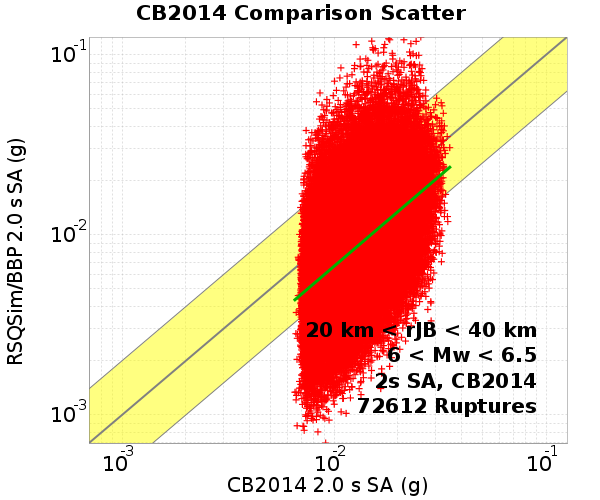 CB2014 Comparison Scatter
10-1
10-2
10-3
RSQSim/BBP 2.0 s SA (g)
20 km < rJB < 40 km
6 < Mw < 6.5
2s SA, CB2014
72612 Ruptures
10-3 10-2 10-1
CB2014 2.0 s SA (g)